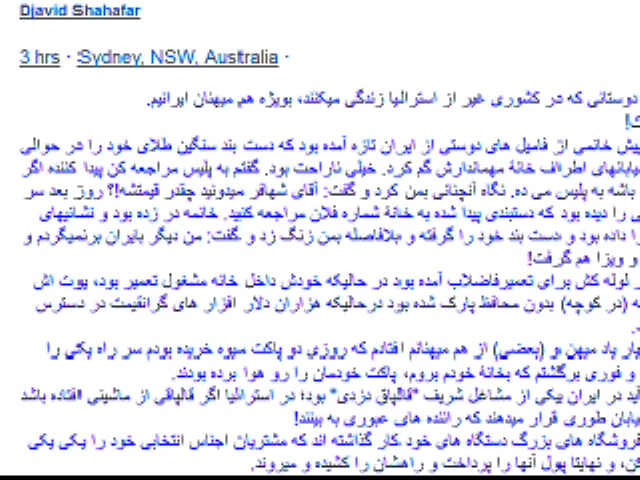 Djavid Shahafar
3 hrs · Sydney, NSW, Australia ·
دوستانی که در کشوری غیر از استرالیا زندگی میکنند، بویژه هم میهنان ایرانیم.
پیش خانمی از فامیل های دوستی از ایران تازه آمده بود که دست بند سنگین طلای خود را در حوالی
خیابانهای اطراف خانهٔ مهماندارش گم کرد. خیلی ناراحت بود. گفتم به پلیس مراجعه کن پیدا کننده اگر
باشه به پلیس می ده. نگاه آنچنانی بمن کرد و گفت: آقای شهافر میدونید چقدر قیمتشه!؟ روز بعد سر
ی را دیده بود که دستبندی پیدا شده به خانهٔ شماره فلان مراجعه کنید. خانمه در زده بود و نشانیهای
را داده بود و دست بند خود را گرفته و بلافاصله بمن زنگ زد و گفت: من دیگر بایران برنمیگردم و
و ویزا هم گرفت!
ر لوله کش برای تعمیرفاضلاب آمده بود در حالیکه خودش داخل خانه مشغول تعمیر بود، یوت اش
ه (در کوچه) بدون محافظ پارک شده بود درحالیکه هزاران دلار افزار های گرانقیمت در دسترس
یار یاد میهن او (بعضی) از هم میهنانم افتادم که روزی دو پاکت میوه خریده بودم سر راه یکی را
و فوری برگشتم که بخانهٔ خودم بروم، پاکت خودسان را رو هوا برده بودند.
آید در ایران یکی از مشاغل شریف "قالپاق دزدی" بود؛ در استرالیا اگر قالپاقی از ماشینی افتاده باشد
یابان طوری قرار میدهند که راننده های عبوری به بینند!
فروشگاه های بزرگ دستگاه های خود کار گذاشته اند که مشتریان اجناس انتخابی خود را یکی یکی
کن، و نهایتا پول آنها را پرداخت و راهشان را کشیده و میروند.